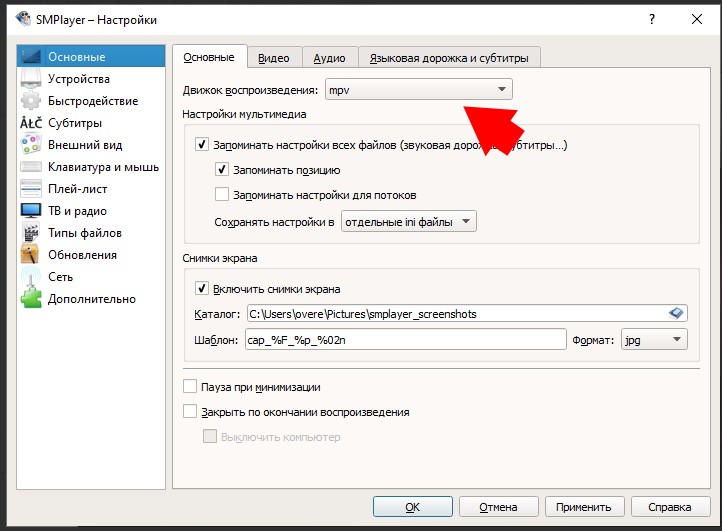 SMPlayer – Настройки
Основные
Устройства
Быстродействие
Субтитры
Внешний вид
Клавиатура и мышь
Плей-лист
ТВ и радио
Типы файлов
Обновления
Сеть
Дополнительно
Основные Видео Аудио Языковая дорожка и субтитры
Движок воспроизведения: mpv
Настройки мультимедиа
Запоминать настройки всех файлов (звуковая дорожка, субтитры...)
Запоминать позицию
Запоминать настройки для потоков
Сохранять настройки в отдельные ini файлы
Снимки экрана
Включить снимки экрана
Каталог: C:\Users\overe\Pictures\smplayer_screenshots
Шаблон: cap_%F_%p_%02n Формат: jpg
Пауза при минимизации
Закрыть по окончании воспроизведения
Выключить компьютер
OK Отмена Применить Справка